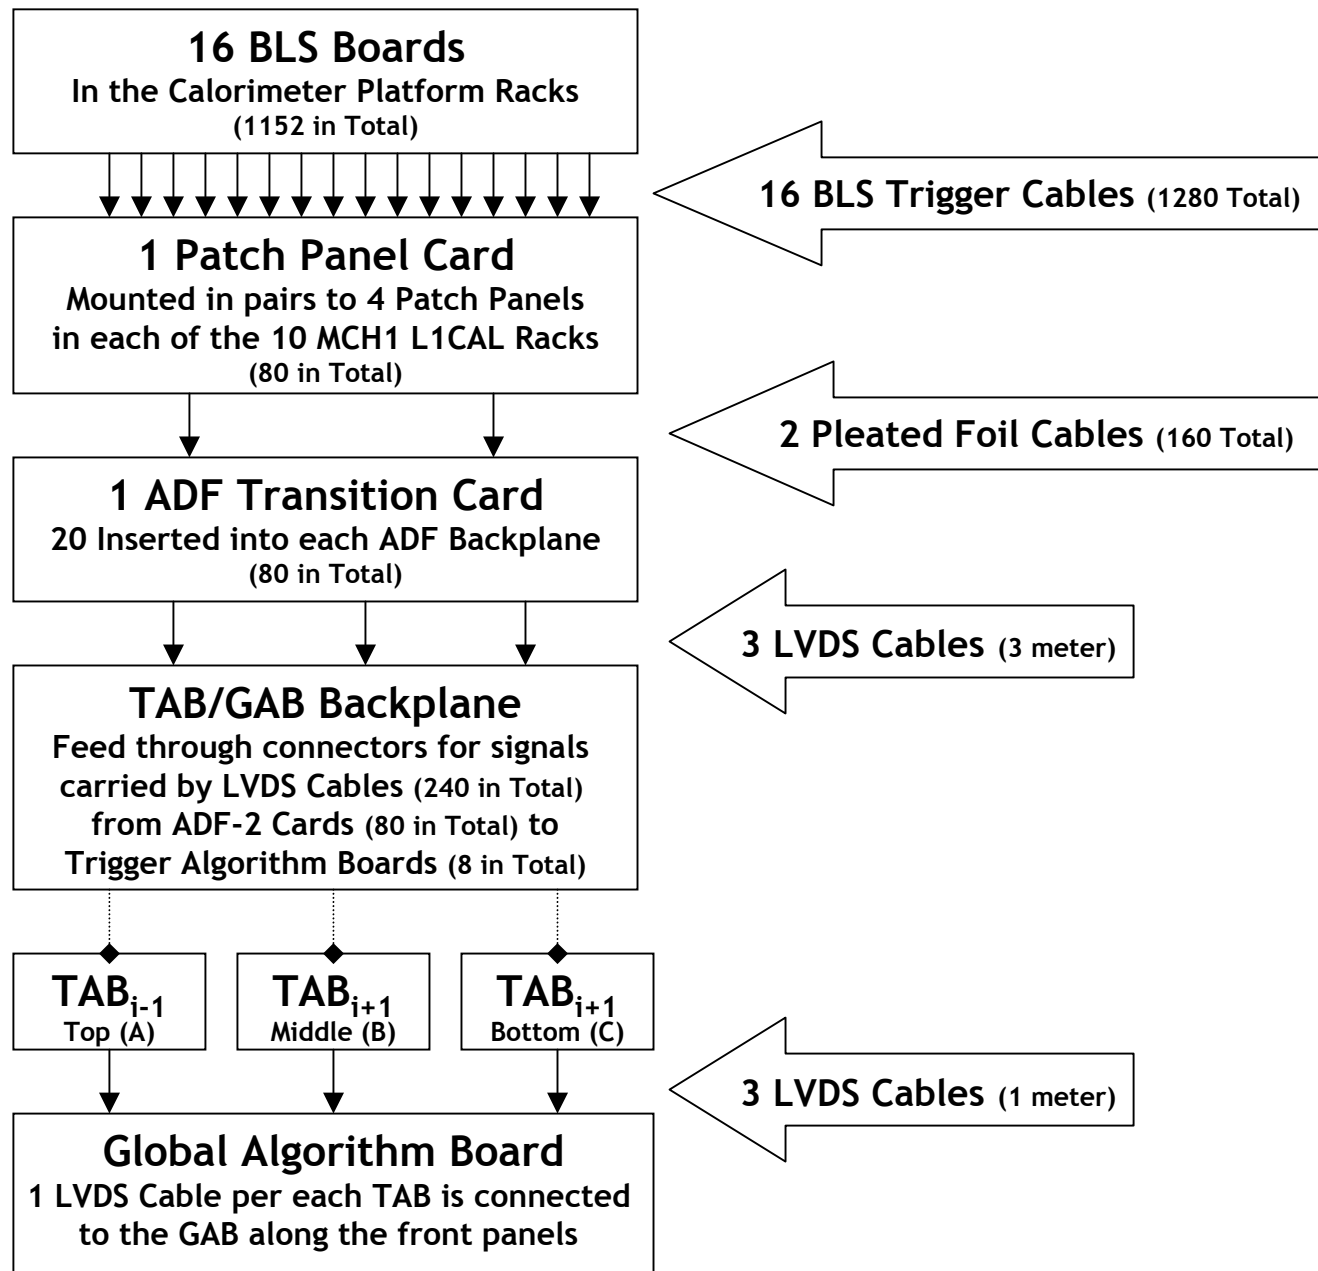 16 BLS Boards
In the Calorimeter Platform Racks
(1152 in Total)
16 BLS Trigger Cables (1280 Total)
1 Patch Panel Card
Mounted in pairs to 4 Patch Panels
in each of the 10 MCH1 L1CAL Racks
(80 in Total)
2 Pleated Foil Cables (160 Total)
1 ADF Transition Card
20 Inserted into each ADF Backplane
(80 in Total)
3 LVDS Cables (3 meter)
TAB/GAB Backplane
Feed through connectors for signals
carried by LVDS Cables (240 in Total)
from ADF-2 Cards (80 in Total) to
Trigger Algorithm Boards (8 in Total)
TABi-1
Top (A)
TABi+1
Middle (B)
TABi+1
Bottom (C)
3 LVDS Cables (1 meter)
Global Algorithm Board
1 LVDS Cable per each TAB is connected
to the GAB along the front panels